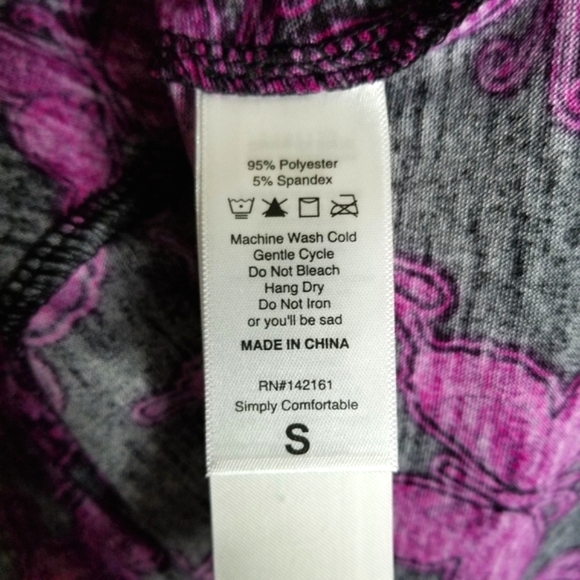 95% Polyester
5% Spandex
Machine Wash Cold
Gentle Cycle
Do Not Bleach
Hang Dry
Do Not Iron
or you'll be sad
MADE IN CHINA
RN#142161
Simply Comfortable
S